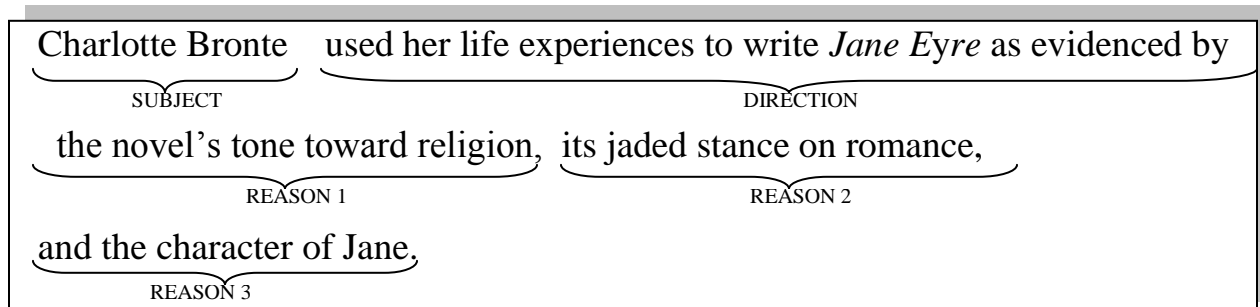 Charlotte Bronte used her life experiences to write Jane Eyre as evidenced by
SUBJECT DIRECTION
the novel's tone toward religion, its jaded stance on romance,
REASON 1 REASON 2
and the character of Jane.
REASON 3